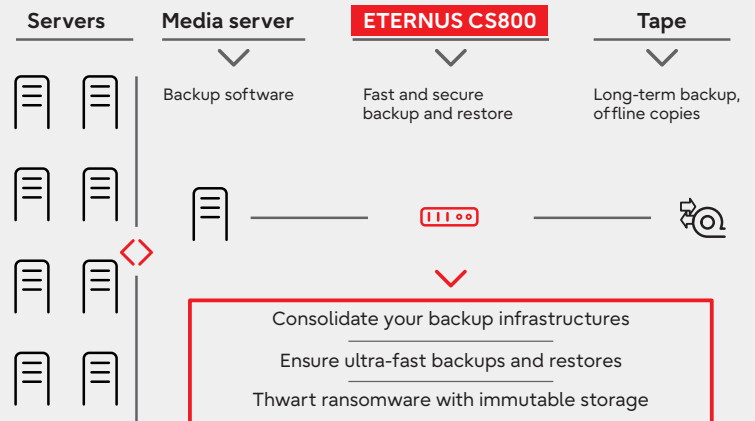 Servers
Media server
ETERNUS CS800
Tape
Backup software
Fast and secure
backup and restore
Long-term backup,
offline copies
Consolidate your backup infrastructures
Ensure ultra-fast backups and restores
Thwart ransomware with immutable storage